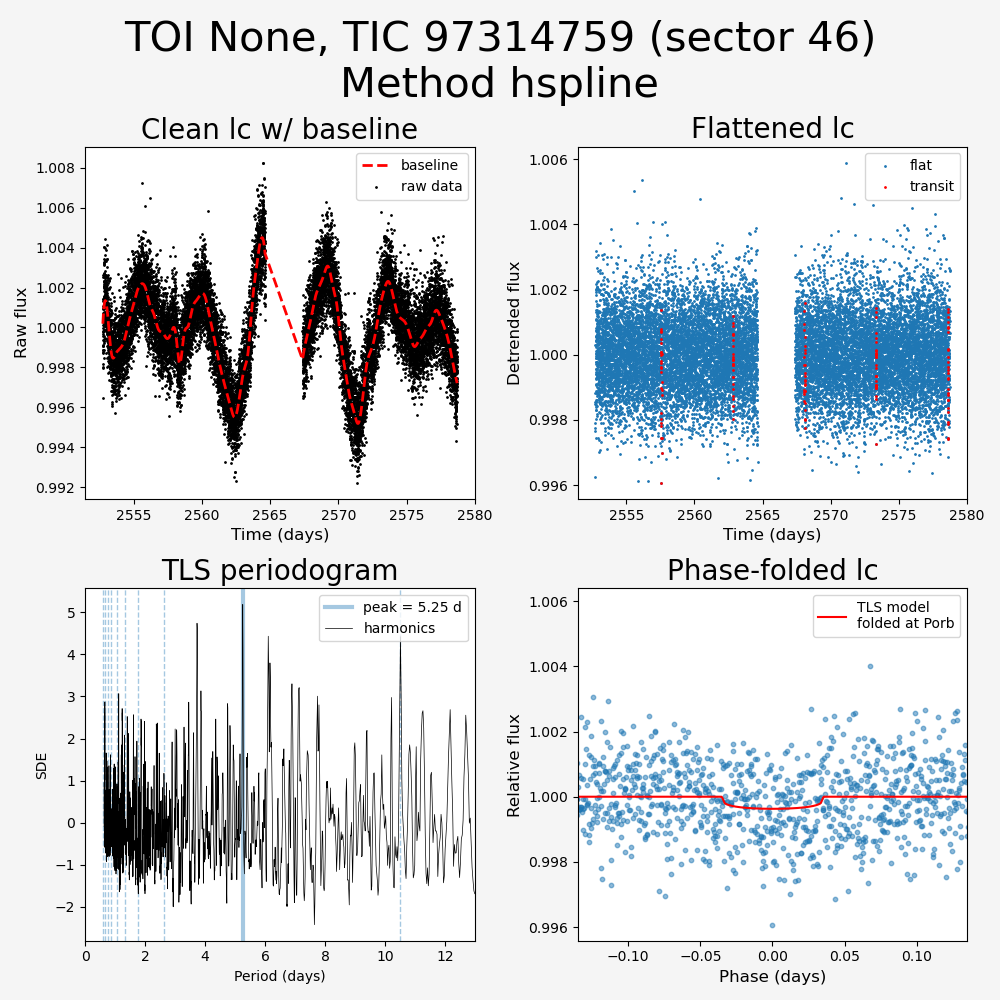 TOI None, TIC 97314759 (sector 46)
Method hspline
Clean lc w/ baseline
baseline
raw data
1.008
1.006
1.004
1.002
1.000
0.998
0.996
0.994
0.992
Raw flux
2555
2560
2565
2570
2575
2580
Time (days)
Flattened lc
flat
transit
1.006
1.004
1.002
1.000
0.998
0.996
Detrended flux
2555
2560
2565
2570
2575
2580
Time (days)
TLS periodogram
peak = 5.25 d
harmonics
5
4
3
2
1
0
−1
−2
SDE
0
2
4
6
8
10
12
Period (days)
Phase-folded lc
TLS model
folded at Porb
1.006
1.004
1.002
1.000
0.998
0.996
Relative flux
−0.10
−0.05
0.00
0.05
0.10
Phase (days)